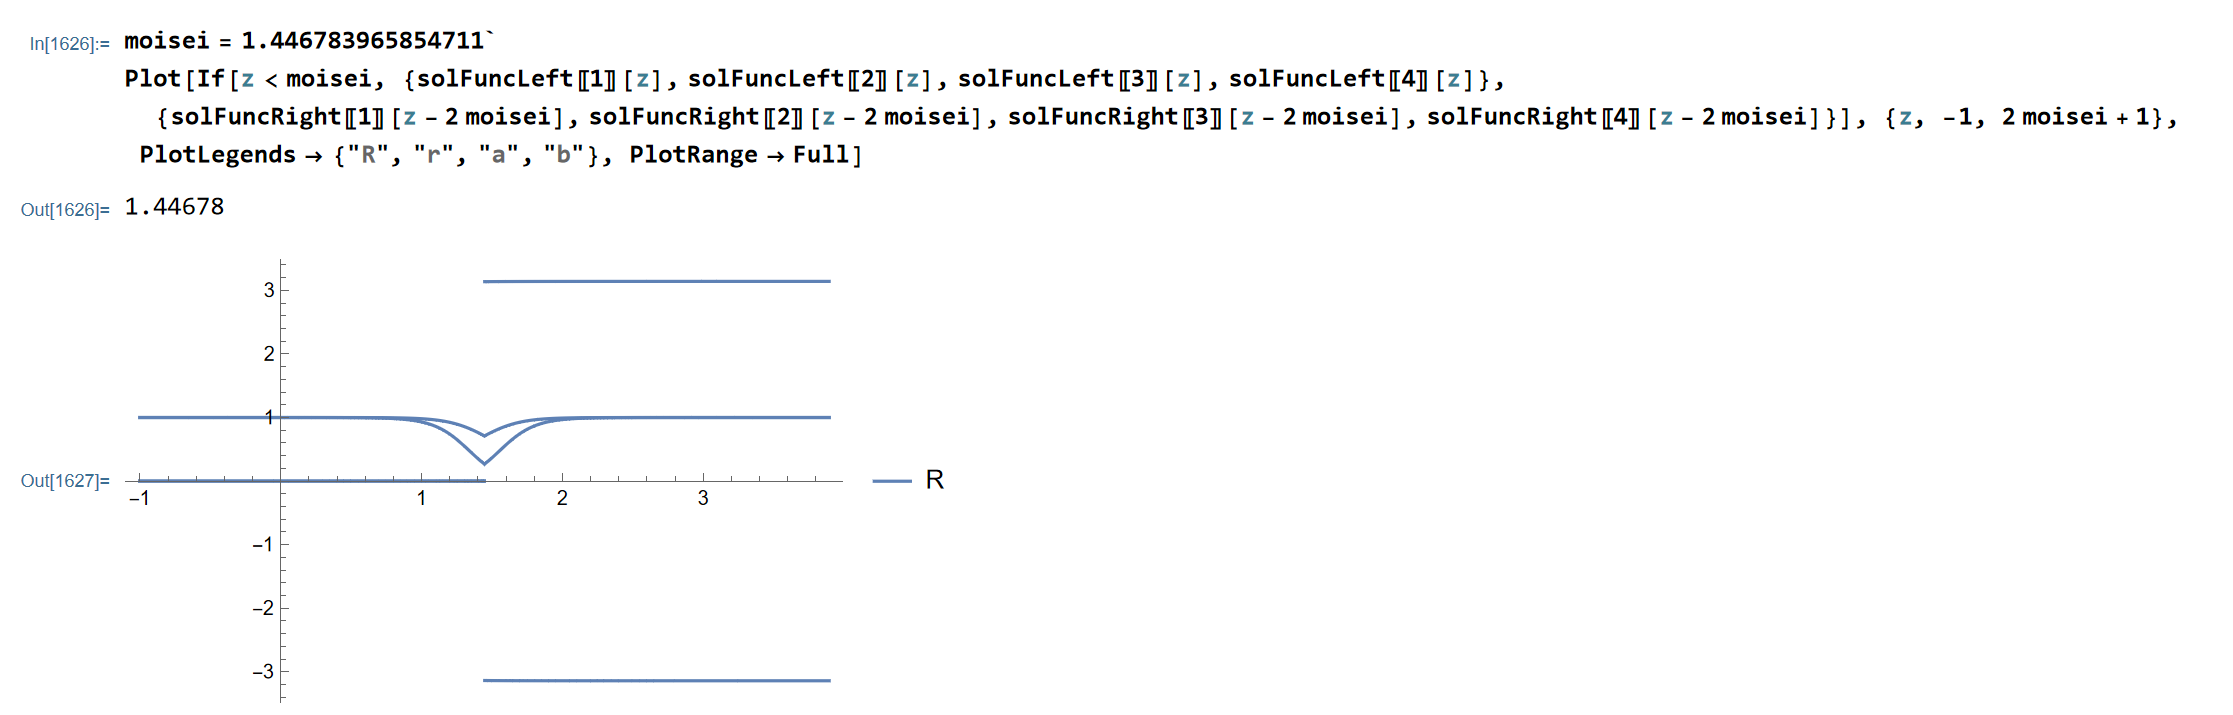 In[1626]:= moisei = 1.446783965854711`
Plot[If[z < moisei, {solFuncLeft〚1〛[z], solFuncLeft〚2〛[z], solFuncLeft〚3〛[z], solFuncLeft〚4〛[z]},
{solFuncRight〚1〛[z - 2 moisei], solFuncRight〚2〛[z - 2 moisei], solFuncRight〚3〛[z - 2 moisei], solFuncRight〚4〛[z - 2 moisei]}], {z, -1, 2 moisei + 1},
PlotLegends → {"R", "r", "a", "b"}, PlotRange → Full]
Out[1626]= 1.44678
3
2
1
Out[1627]=
R
-1
1
2
3
-1
-2
-3